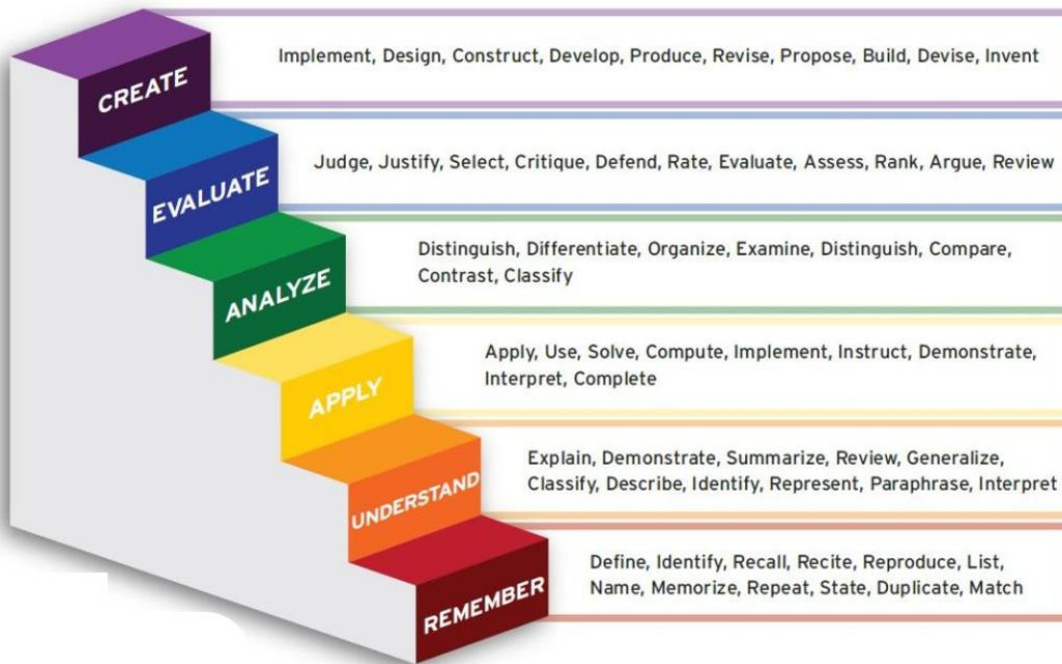 CREATE
Implement, Design, Construct, Develop, Produce, Revise, Propose, Build, Devise, Invent
EVALUATE
Judge, Justify, Select, Critique, Defend, Rate, Evaluate, Assess, Rank, Argue, Review
ANALYZE
Distinguish, Differentiate, Organize, Examine, Distinguish, Compare,
Contrast, Classify
APPLY
Apply, Use, Solve, Compute, Implement, Instruct, Demonstrate,
Interpret, Complete
UNDERSTAND
Explain, Demonstrate, Summarize, Review, Generalize,
Classify, Describe, Identify, Represent, Paraphrase, Interpret
REMEMBER
Define, Identify, Recall, Recite, Reproduce, List,
Name, Memorize, Repeat, State, Duplicate, Match